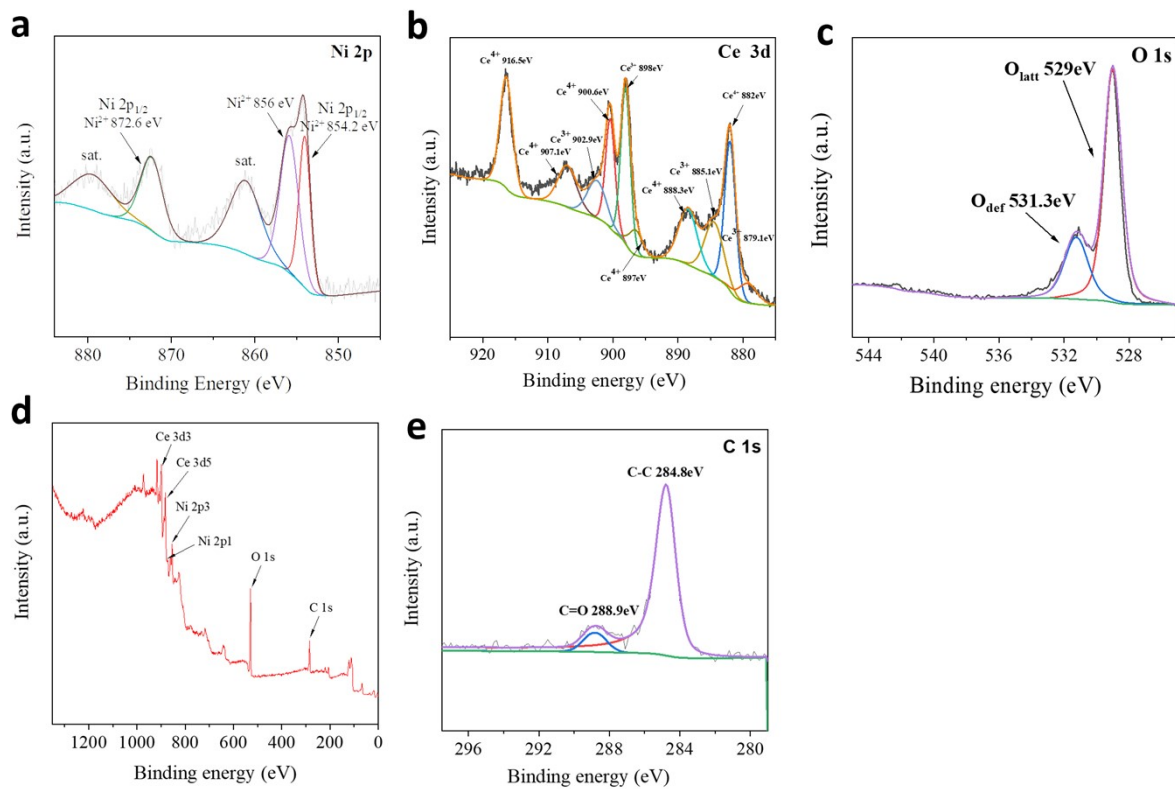 a
Ni 2p
Ni 2p1/2
Ni2+ 872.6 eV
Ni2+ 856 eV
Ni 2p1/2
Ni2+ 854.2 eV
sat.
sat.
Intensity (a.u.)
880 870 860 850
Binding Energy (eV)
b
Ce 3d
Ce4+ 916.5eV
Ce3+ 898eV
Ce4+ 900.6eV
Ce4- 882eV
Ce3+ 902.9eV
Ce4+
907.1eV
Ce3+ 885.1eV
Ce4+
888.3eV
Ce3+ 879.1eV
Ce4+ 897eV
Intensity (a.u.)
920 910 900 890 880
Binding energy (eV)
c
O 1s
Olatt 529eV
Odef 531.3eV
Intensity (a.u.)
544 540 536 532 528
Binding energy (eV)
d
Ce 3d3
Ce 3d5
Ni 2p3
Ni 2p1
O 1s
C 1s
Intensity (a.u.)
1200 1000 800 600 400 200 0
Binding energy (eV)
e
C 1s
C-C 284.8eV
C=O 288.9eV
Intensity (a.u.)
296 292 288 284 280
Binding energy (eV)